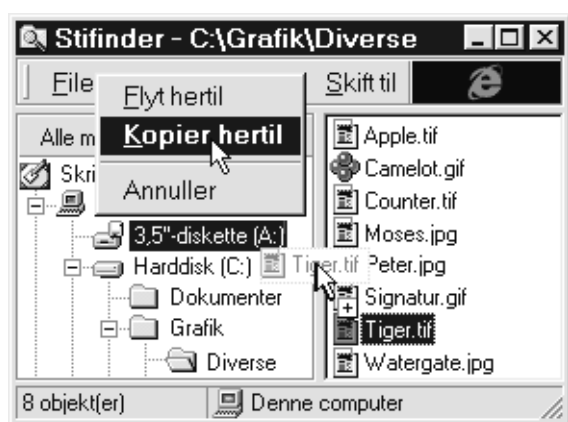 Stifinder - C:\Grafik\Diverse
File
Skift til
Flyt hertil
Kopier hertil
Annuller
Alle m
Skri
3,5"-diskette (A:)
Harddisk (C:)
Tiger.tif
Dokumenter
Grafik
Diverse
Apple.tif
Camelot.gif
Counter.tif
Moses.jpg
Peter.jpg
Signatur.gif
Tiger.tif
Watergate.jpg
8 objekt(er)
Denne computer